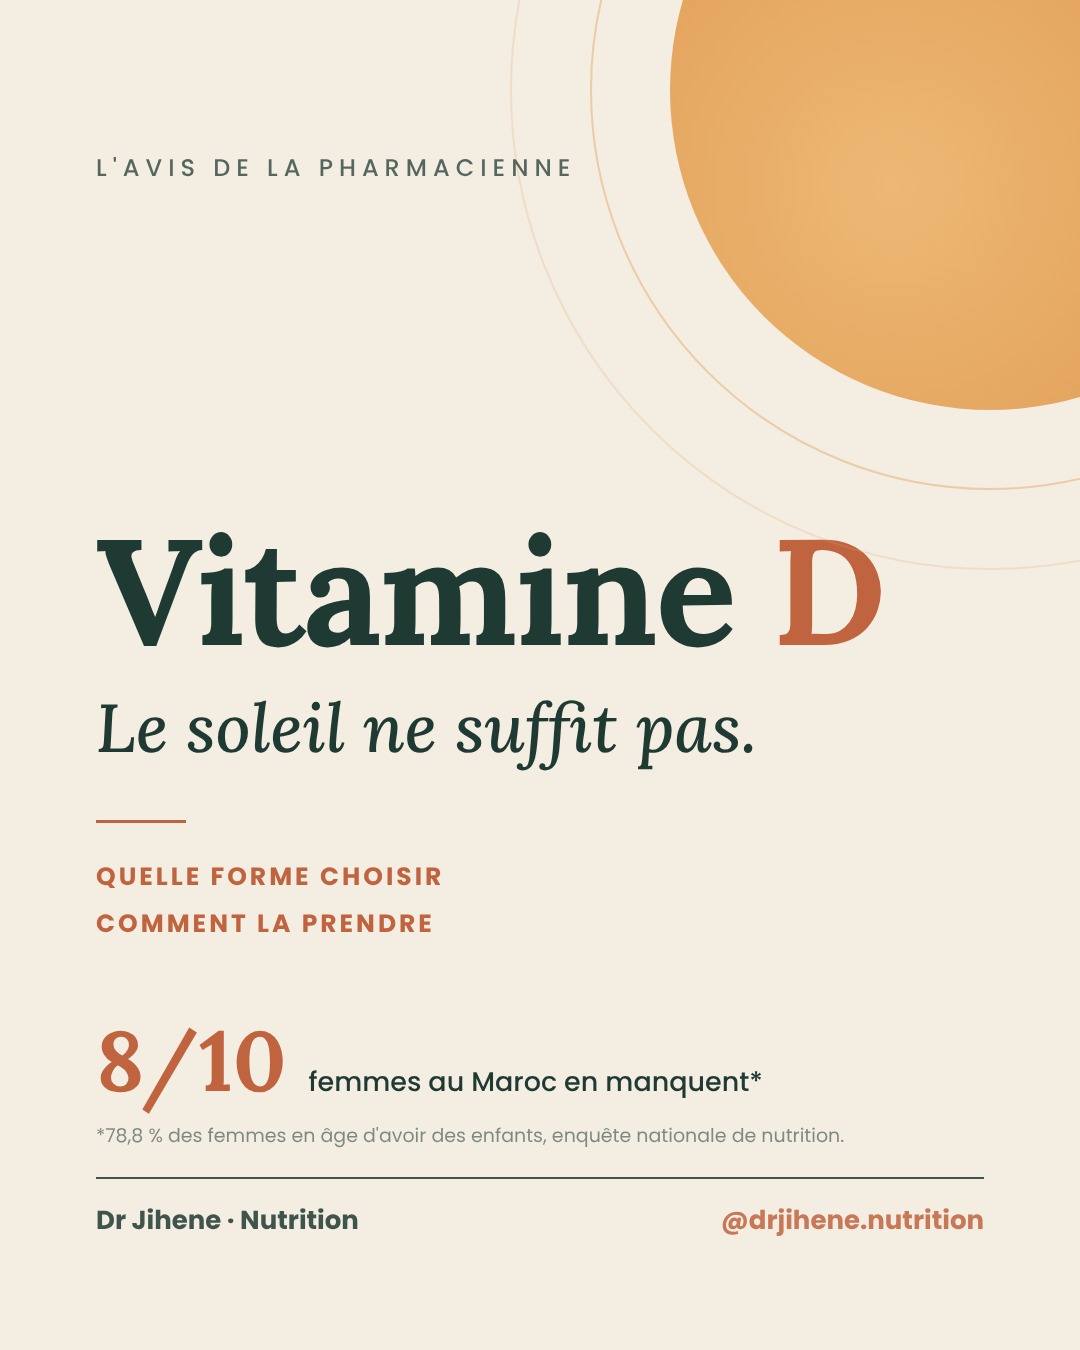 L'AVIS DE LA PHARMACIENNE
Vitamine D
Le soleil ne suffit pas.
QUELLE FORME CHOISIR
COMMENT LA PRENDRE
8/10 femmes au Maroc en manquent*
*78,8 % des femmes en âge d'avoir des enfants, enquête nationale de nutrition.
Dr Jihene · Nutrition @drjihene.nutrition